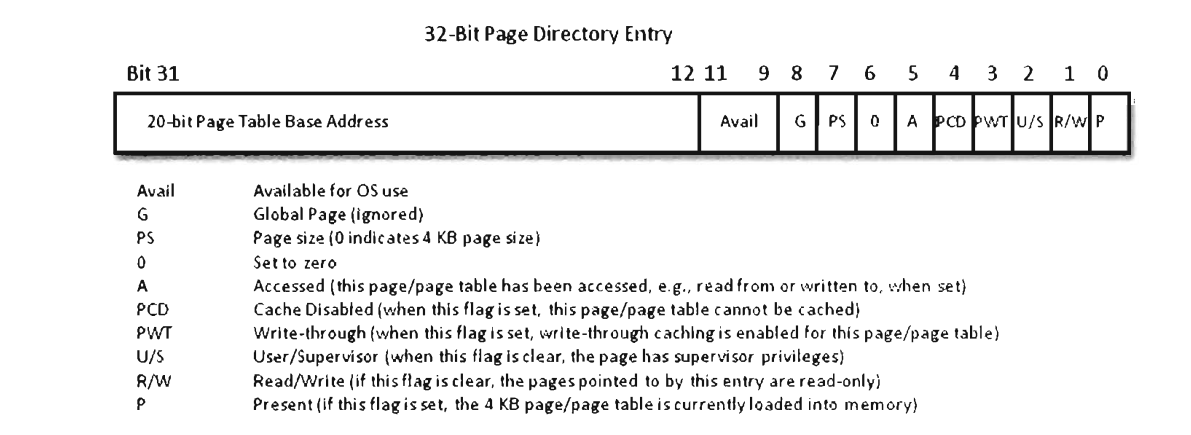 32-Bit Page Directory Entry
Bit 31 12 11 9 8 7 6 5 4 3 2 1 0
20-bit Page Table Base Address Avail G PS 0 A PCD PWT U/S R/W P
Avail Available for OS use
G Global Page (ignored)
PS Page size (0 indicates 4 KB page size)
0 Set to zero
A Accessed (this page/page table has been accessed, e.g., read from or written to, when set)
PCD Cache Disabled (when this flag is set, this page/page table cannot be cached)
PWT Write-through (when this flag is set, write-through caching is enabled for this page/page table)
U/S User/Supervisor (when this flag is clear, the page has supervisor privileges)
R/W Read/Write (if this flag is clear, the pages pointed to by this entry are read-only)
P Present (if this flag is set, the 4 KB page/page table is currently loaded into memory)